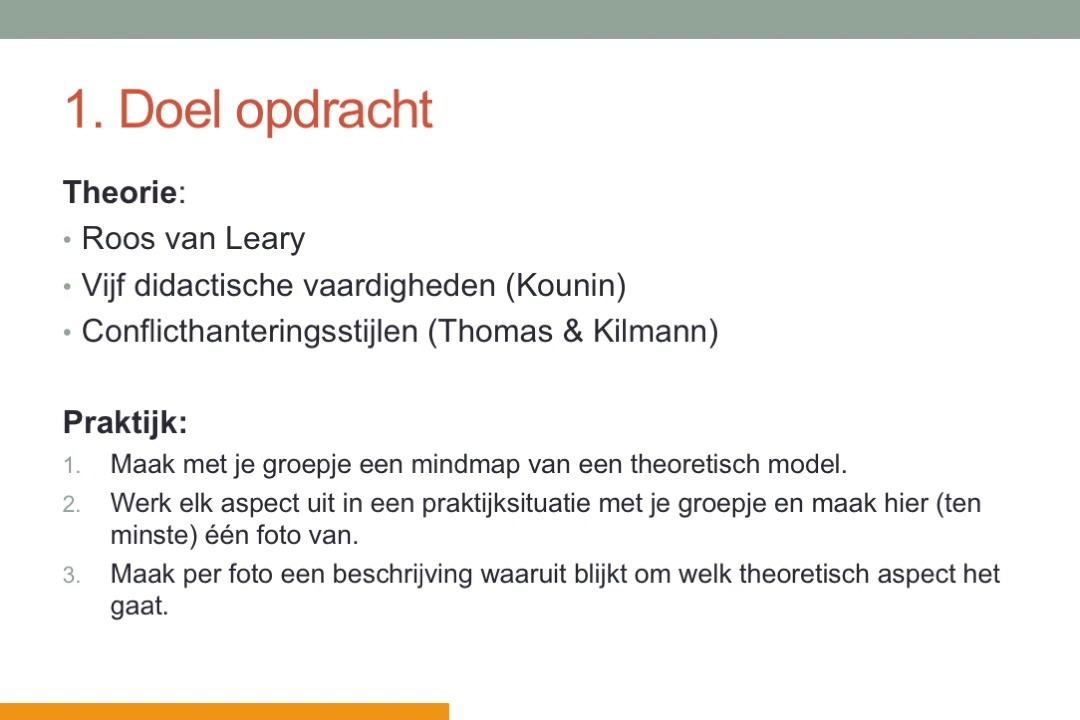 1. Doel opdracht
Theorie:
• Roos van Leary
• Vijf didactische vaardigheden (Kounin)
• Conflicthanteringsstijlen (Thomas & Kilmann)
Praktijk:
1. Maak met je groepje een mindmap van een theoretisch model.
2. Werk elk aspect uit in een praktijksituatie met je groepje en maak hier (ten
minste) één foto van.
3. Maak per foto een beschrijving waaruit blijkt om welk theoretisch aspect het
gaat.